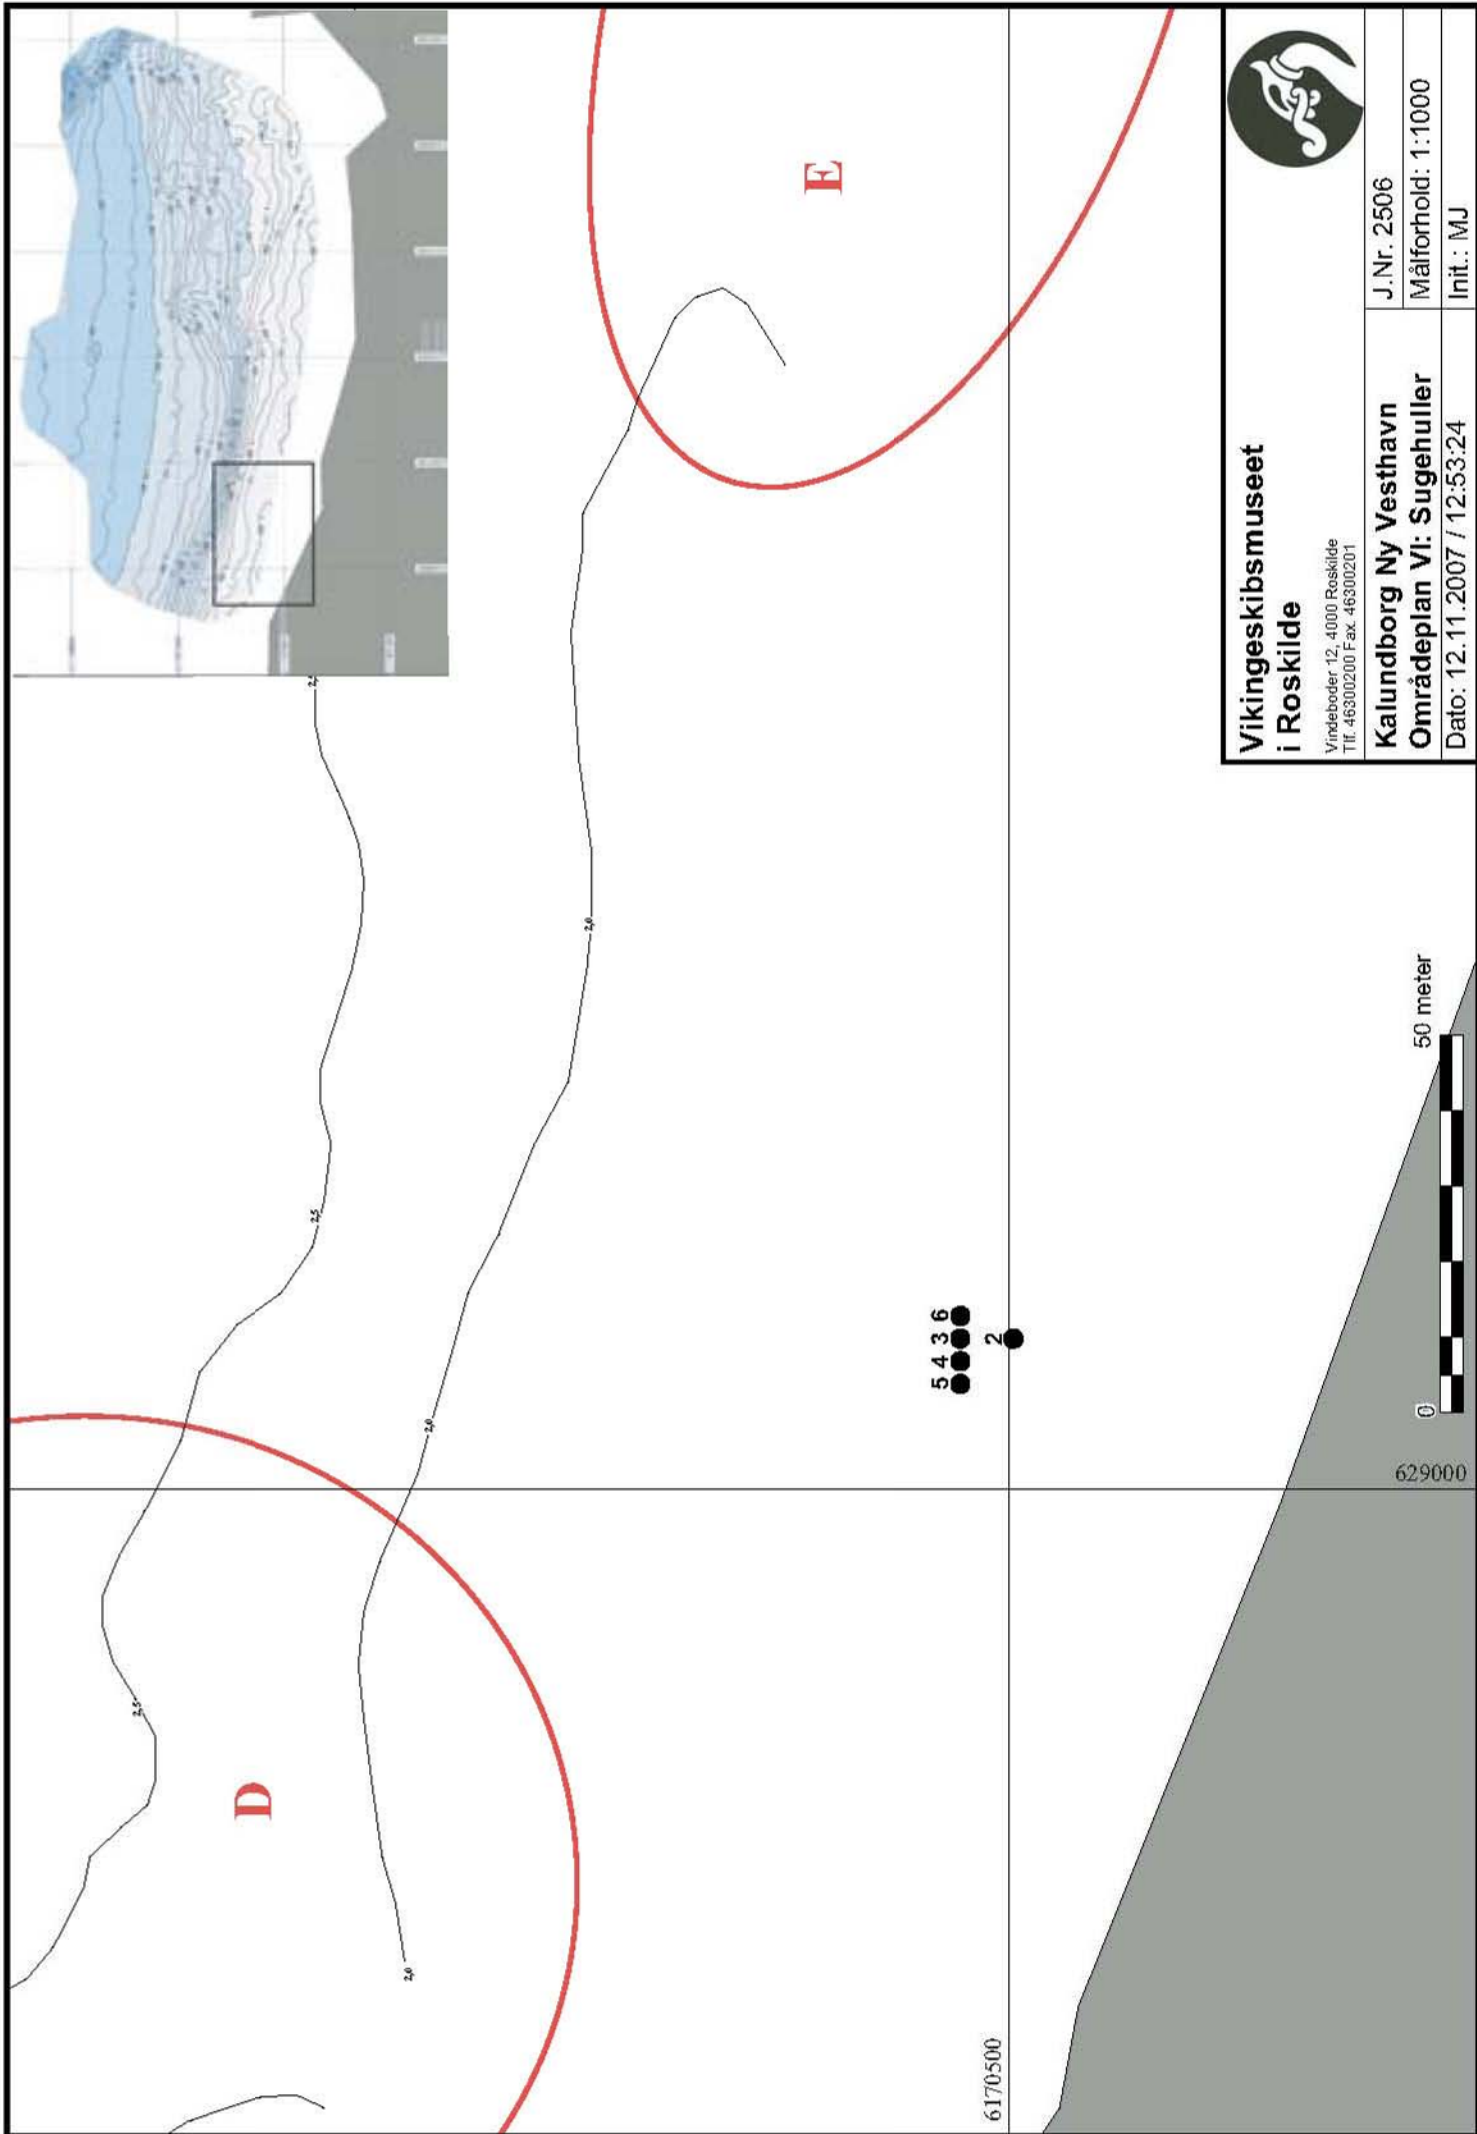 2,5
2,5
2,5
2,0
2,0
2,0
D
E
5 4 3 6
2
6170500
629000
0
50 meter
Vikingeskibsmuseet
i Roskilde
Vindeboder 12, 4000 Roskilde
Tlf. 46300200 Fax. 46300201
Kalundborg Ny Vesthavn
Områdeplan VI: Sugehuller
Dato: 12.11.2007 / 12:53:24
J.Nr. 2506
Målforhold: 1:1000
Init.: MJ